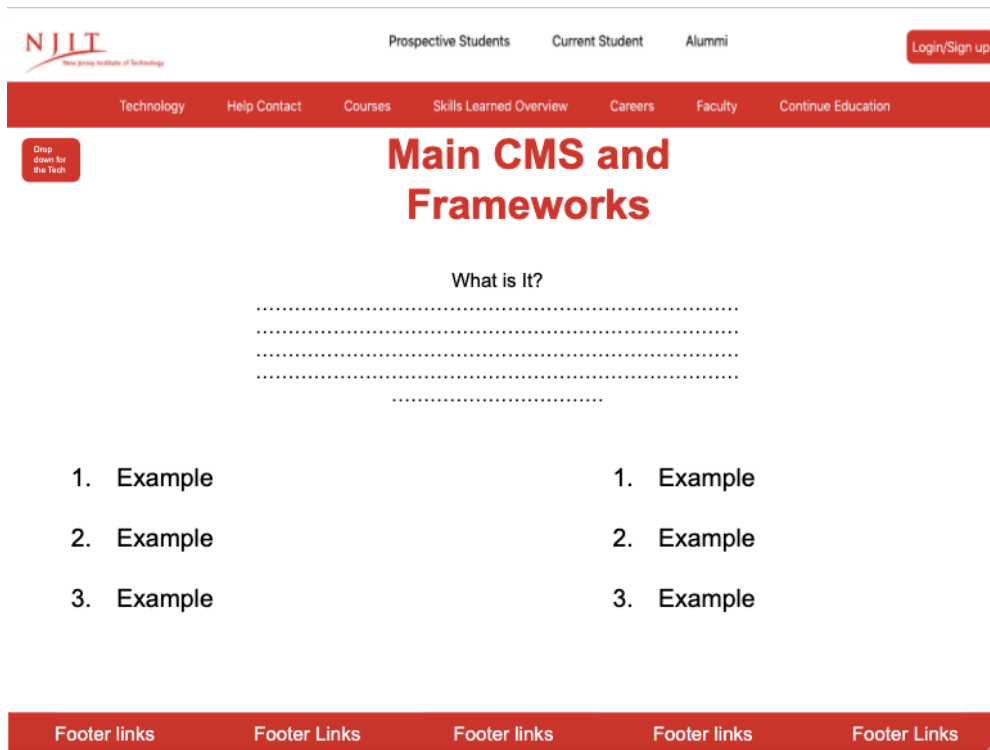 NJIT
New Jersey Institute of Technology
Prospective Students Current Student Alummi
Login/Sign up
Technology Help Contact Courses Skills Learned Overview Careers Faculty Continue Education
Drop
down for
the Tech
Main CMS and
Frameworks
What is It?
..................................................................
..................................................................
..................................................................
..................................................................
.............................
1. Example
2. Example
3. Example
1. Example
2. Example
3. Example
Footer links Footer Links Footer links Footer links Footer Links